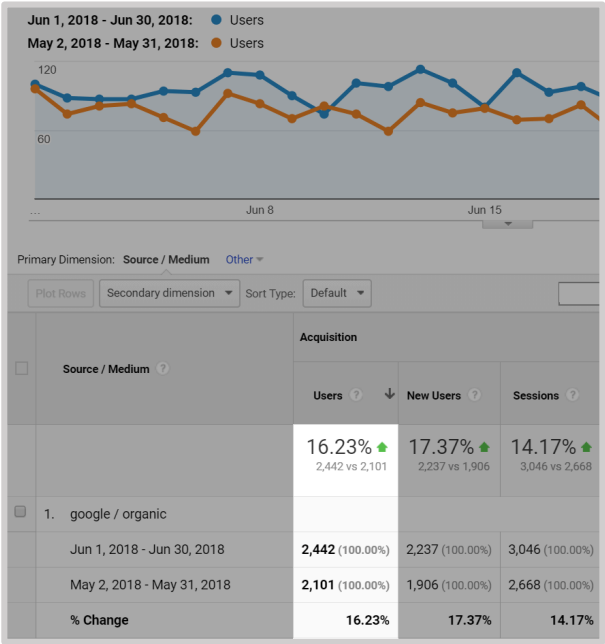 Jun 1, 2018 - Jun 30, 2018: Users
May 2, 2018 - May 31, 2018: Users
120
60
... Jun 8 Jun 15
Primary Dimension: Source / Medium Other
Plot Rows Secondary dimension Sort Type: Default
Acquisition
Source / Medium ?
Users ? New Users ? Sessions ?
16.23% 17.37% 14.17%
2,442 vs 2,101 2,237 vs 1,906 3,046 vs 2,668
1. google / organic
Jun 1, 2018 - Jun 30, 2018 2,442 (100.00%) 2,237 (100.00%) 3,046 (100.00%)
May 2, 2018 - May 31, 2018 2,101 (100.00%) 1,906 (100.00%) 2,668 (100.00%)
% Change 16.23% 17.37% 14.17%